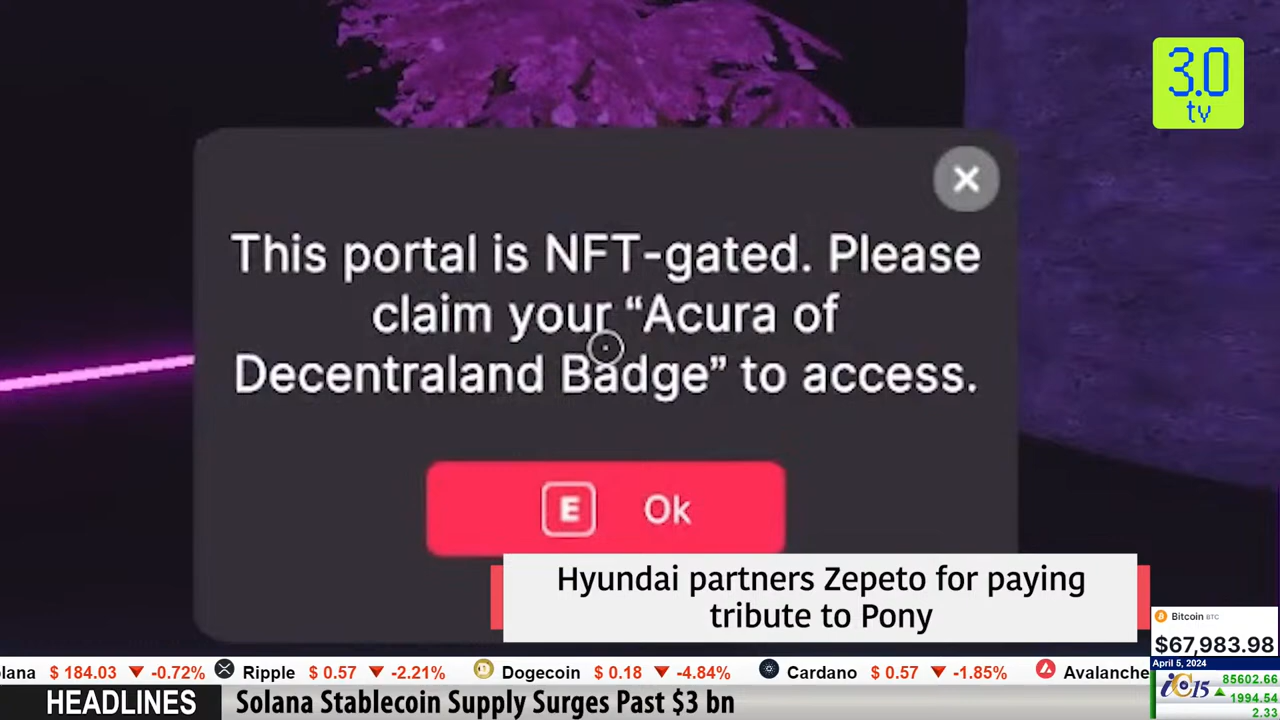 3.0
tv
This portal is NFT-gated. Please
claim your “Acura of
Decentraland Badge” to access.
E Ok
Hyundai partners Zepeto for paying
tribute to Pony
Bitcoin BTC
$67,983.98
April 5, 2024
lana $ 184.03 -0.72% Ripple $ 0.57 -2.21% Dogecoin $ 0.18 -4.84% Cardano $ 0.57 -1.85% Avalanche
HEADLINES Solana Stablecoin Supply Surges Past $3 bn
85602.66
ic15 1994.54
2.33